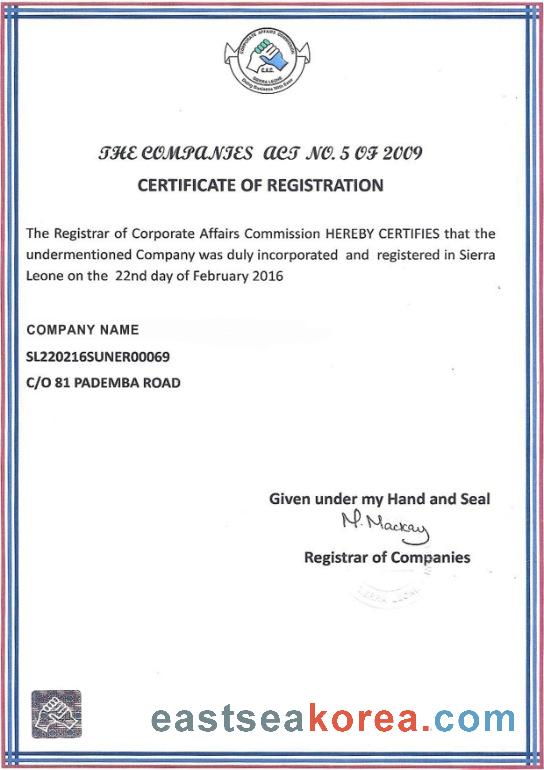 CORPORATE AFFAIRS COMMISSION
C.A.C.
SIERRA LEONE
Doing Business With Ease
THE COMPANIES ACT NO. 5 OF 2009
CERTIFICATE OF REGISTRATION
The Registrar of Corporate Affairs Commission HEREBY CERTIFIES that the
undermentioned Company was duly incorporated and registered in Sierra
Leone on the 22nd day of February 2016
COMPANY NAME
SL220216SUNER00069
C/O 81 PADEMBA ROAD
Given under my Hand and Seal
M. Mackay
Registrar of Companies
SIERRA LEONE
eastseakorea.com